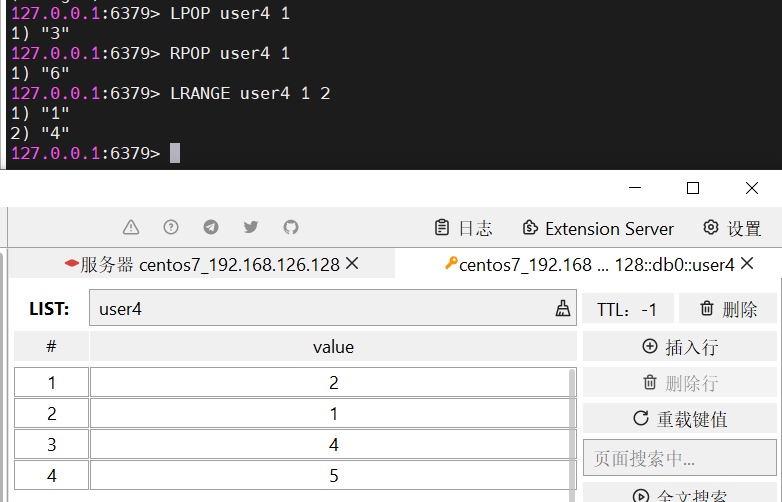 127.0.0.1:6379> LPOP user4 1
1) "3"
127.0.0.1:6379> RPOP user4 1
1) "6"
127.0.0.1:6379> LRANGE user4 1 2
1) "1"
2) "4"
127.0.0.1:6379>
日志 Extension Server 设置
服务器 centos7_192.168.126.128 centos7_192.168 ... 128::db0::user4
LIST: user4 TTL: -1 删除
# value 插入行
1 2 删除行
2 1 重载键值
3 4 页面搜索中...
4 5 全文搜索